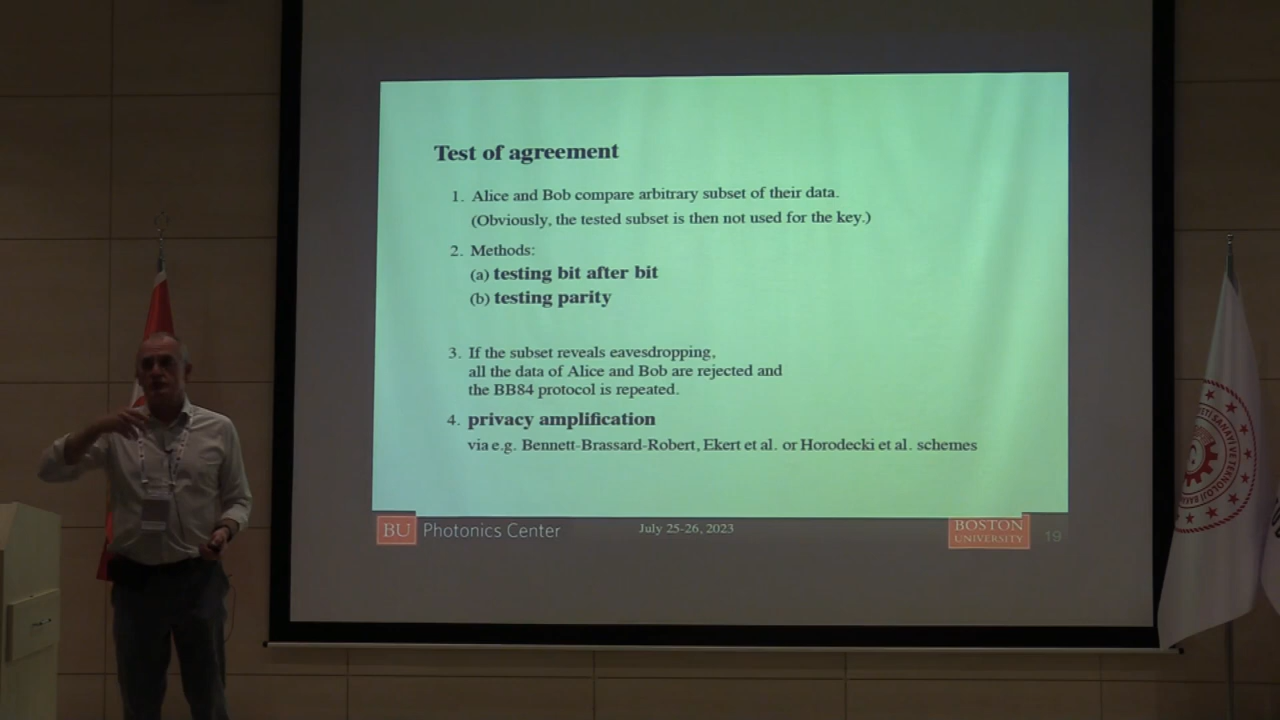 Test of agreement
1. Alice and Bob compare arbitrary subset of their data.
(Obviously, the tested subset is then not used for the key.)
2. Methods:
(a) testing bit after bit
(b) testing parity
3. If the subset reveals eavesdropping,
all the data of Alice and Bob are rejected and
the BB84 protocol is repeated.
4. privacy amplification
via e.g. Bennett-Brassard-Robert, Ekert et al. or Horodecki et al. schemes
BU Photonics Center
July 25-26, 2023
BOSTON
UNIVERSITY
19